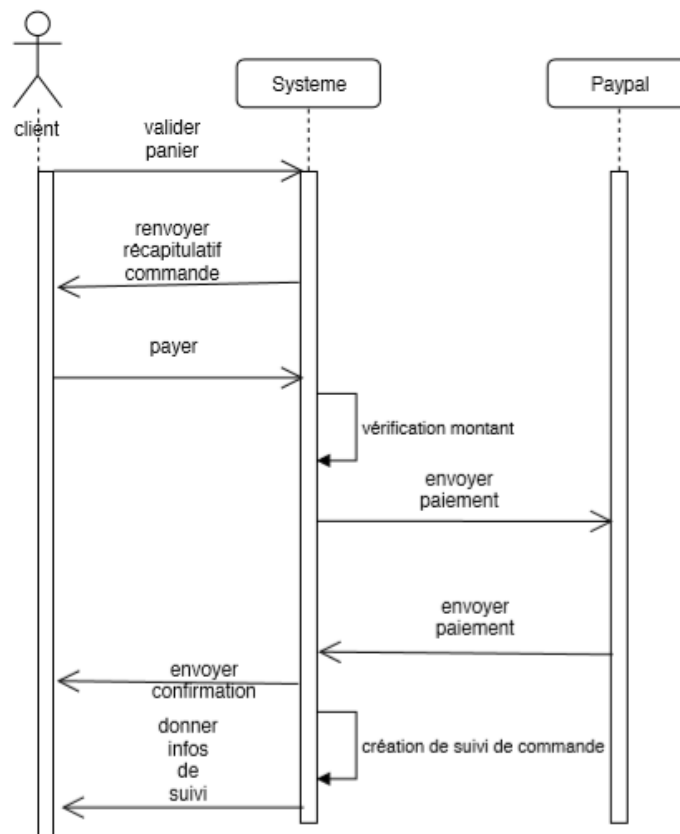 Systeme
Paypal
client
valider
panier
renvoyer
récapitulatif
commande
payer
vérification montant
envoyer
paiement
envoyer
paiement
envoyer
confirmation
donner
infos
de
suivi
création de suivi de commande